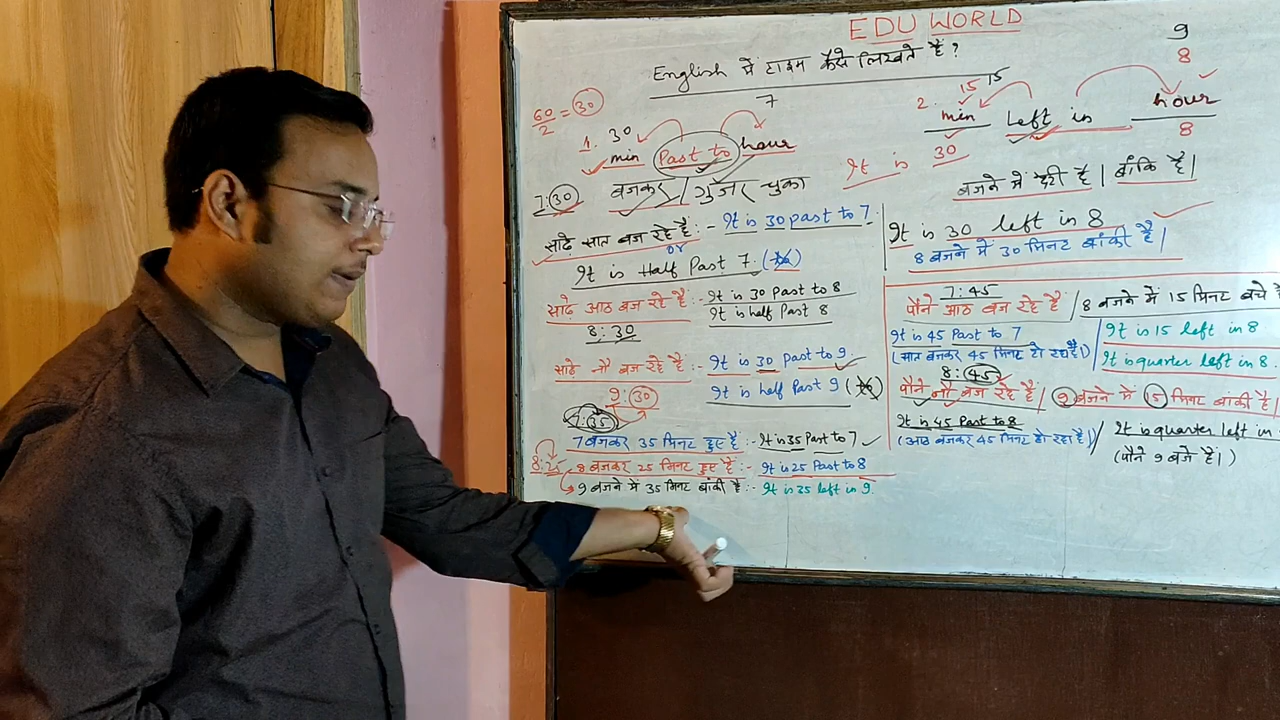 EDU WORLD
English में टाइम कैसे लिखते हैं ?
60/2 = 30
7
1. 30
min Past to hour
7:30 बजकर / गुजर चुका
साढ़े सात बज रहे है :- It is 30 past to 7.
or
It is Half Past 7.
साढ़े आठ बज रहे है :- It is 30 past to 8
It is half Past 8
8:30
साढ़े नौ बज रहे है :- It is 30 past to 9.
It is half Past 9
9:30
7:35
7 बजकर 35 मिनट हुए है :- It is 35 Past to 7
8:25 8 बजकर 25 मिनट हुए है :- It is 25 Past to 8
9 बजने में 35 मिनट बांकी है :- It is 35 left in 9.
9
8
15 15
2. min left in hour
8
It is 30
बजने में देरी है | बांकि है |
It is 30 left in 8
8 बजने में 30 मिनट बांकी है |
7:45
पौने आठ बज रहे है / 8 बजने में 15 मिनट बचे है
It is 45 Past to 7 / It is 15 left in 8
(सात बजकर 45 मिनट हो रहा है।) / It is quarter left in 8.
8:45
पौने नौ बज रहे है / 9 बजने में 15 मिनट बांकी है |
It is 45 Past to 8 / It is quarter left in
(आठ बजकर 45 मिनट हो रहा है।) / (पौने 9 बजे है।)